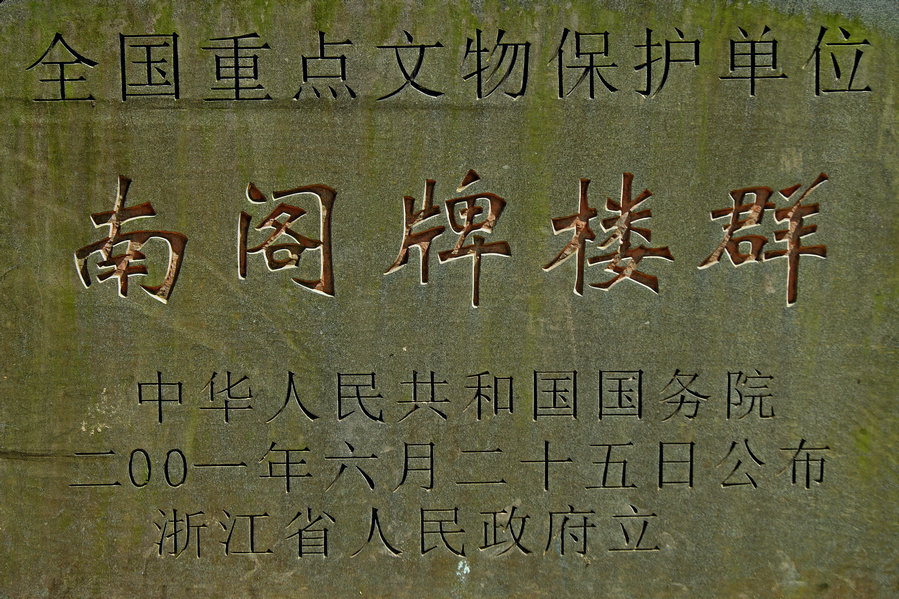 全国重点文物保护单位
南阁牌楼群
中华人民共和国国务院
二00一年六月二十五日公布
浙江省人民政府立